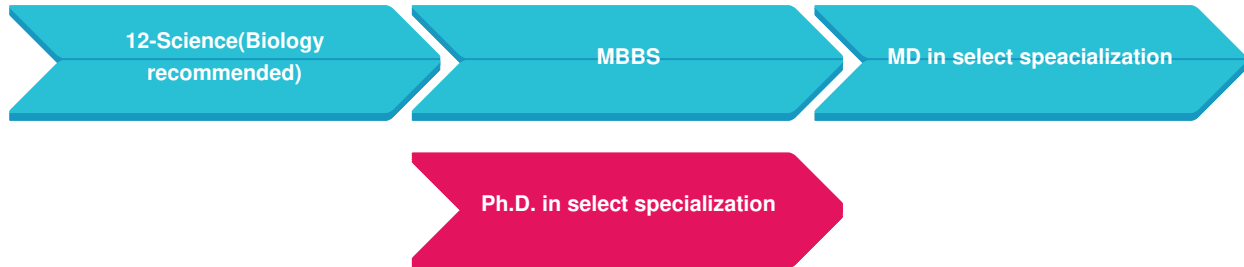 12-Science(Biology
recommended)
MBBS
MD in select speacialization
Ph.D. in select specialization